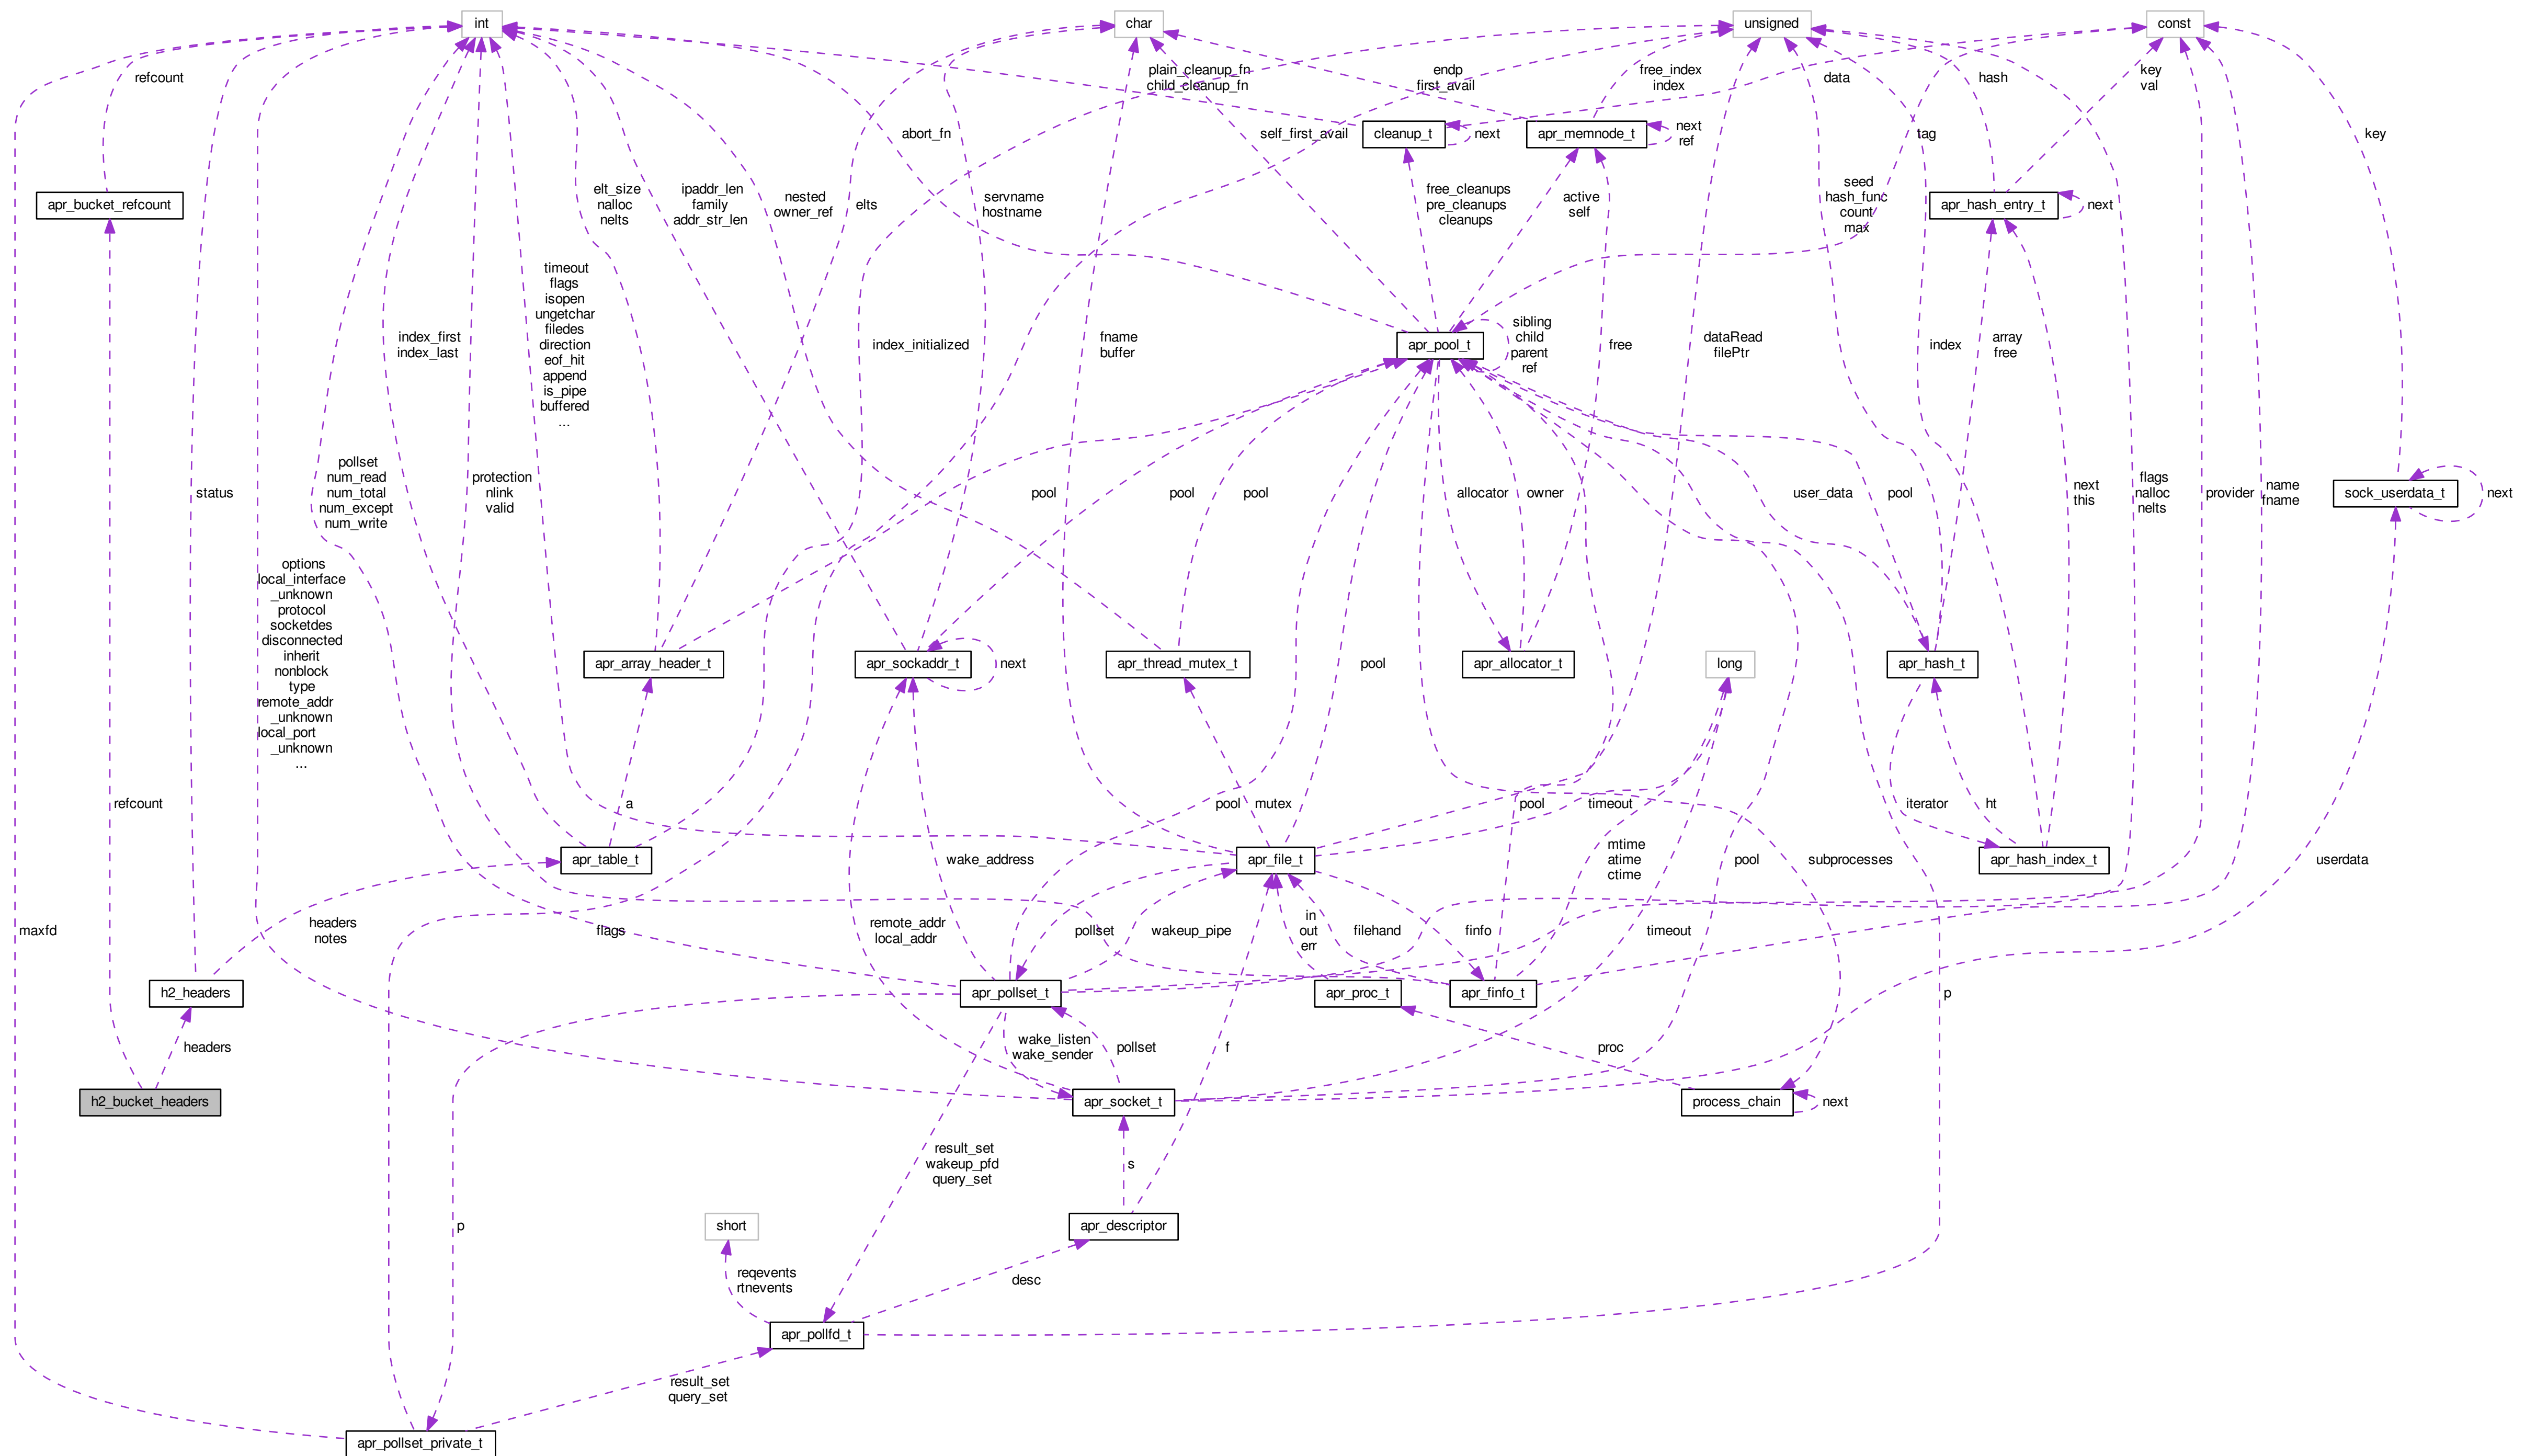 int
char
unsigned
const
refcount
plain_cleanup_fn
child_cleanup_fn
endp
first_avail
free_index
index
data
hash
key
val
abort_fn
self_first_avail
cleanup_t
next
apr_memnode_t
next
ref
tag
key
apr_bucket_refcount
elt_size
nalloc
nelts
ipaddr_len
family
addr_str_len
nested
owner_ref
elts
servname
hostname
free_cleanups
pre_cleanups
cleanups
active
self
seed
hash_func
count
max
apr_hash_entry_t
next
timeout
flags
isopen
ungetchar
filedes
direction
eof_hit
append
is_pipe
buffered
...
index_first
index_last
index_initialized
fname
buffer
apr_pool_t
sibling
child
parent
ref
free
dataRead
filePtr
index
array
free
pollset
num_read
num_total
num_except
num_write
status
protection
nlink
valid
pool
pool
pool
allocator
owner
user_data
pool
next
this
flags
nalloc
nelts
provider
name
fname
sock_userdata_t
next
options
local_interface
_unknown
protocol
socketdes
disconnected
inherit
nonblock
type
remote_addr
_unknown
local_port
_unknown
...
apr_array_header_t
apr_sockaddr_t
next
apr_thread_mutex_t
pool
apr_allocator_t
long
apr_hash_t
refcount
a
pool
mutex
pool
timeout
iterator
ht
apr_table_t
wake_address
apr_file_t
mtime
atime
ctime
pool
subprocesses
apr_hash_index_t
userdata
maxfd
headers
notes
flags
remote_addr
local_addr
pollset
wakeup_pipe
in
out
err
filehand
finfo
timeout
h2_headers
apr_pollset_t
apr_proc_t
apr_finfo_t
p
headers
wake_listen
wake_sender
pollset
f
proc
h2_bucket_headers
apr_socket_t
process_chain
next
result_set
wakeup_pfd
query_set
s
p
short
apr_descriptor
reqevents
rtnevents
desc
apr_pollfd_t
result_set
query_set
apr_pollset_private_t